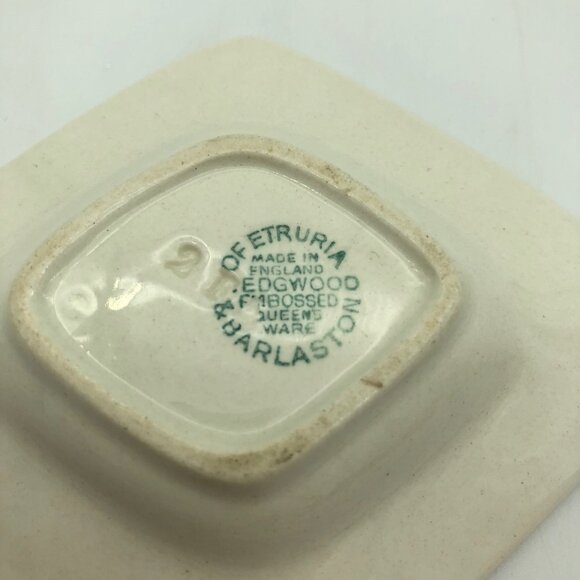 OF ETRURIA
MADE IN
ENGLAND
EDGWOOD
EMBOSSED
QUEENS
WARE
& BARLASTON